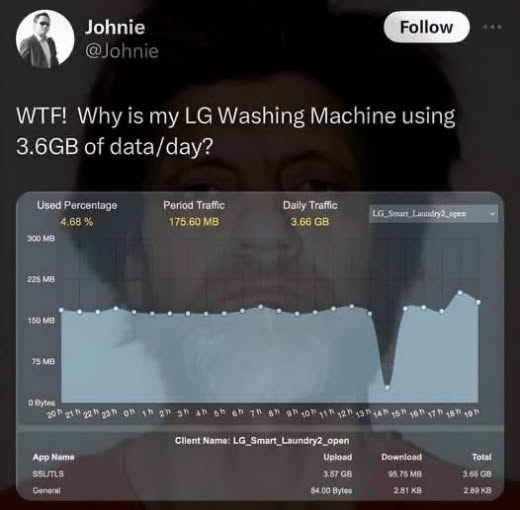 Johnie
Follow
@Johnie
WTF! Why is my LG Washing Machine using
3.6GB of data/day?
Used Percentage Period Traffic Daily Traffic
4.68 % 175.60 MB 3.66 GB
LG_Smart_Laundry2_open
300 MB
225 MB
150 MB
75 MB
0 Bytes
20 h 21 h 22 h 23 h 0 h 1 h 2 h 3 h 4 h 5 h 6 h 7 h 8 h 9 h 10 h 11 h 12 h 13 h 14 h 15 h 16 h 17 h 18 h 19 h
Client Name: LG_Smart_Laundry2_open
App Name Upload Download Total
SSL/TLS 3.57 GB 95.75 MB 3.66 GB
General 84.00 Bytes 2.81 KB 2.89 KB